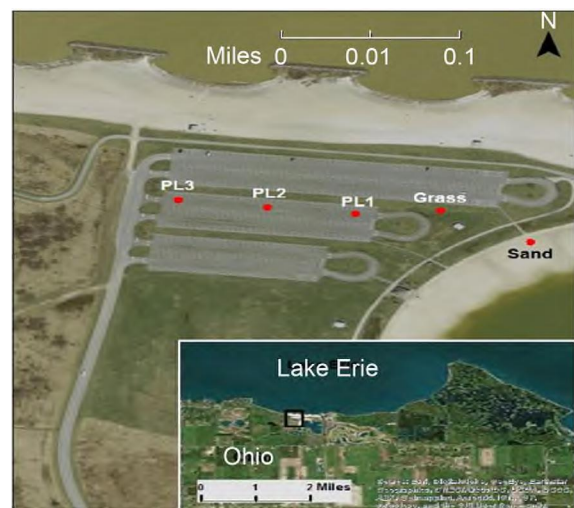 N
Miles 0 0.01 0.1
PL3 PL2 PL1 Grass
Sand
Lake Erie
Ohio
0 1 2 Miles